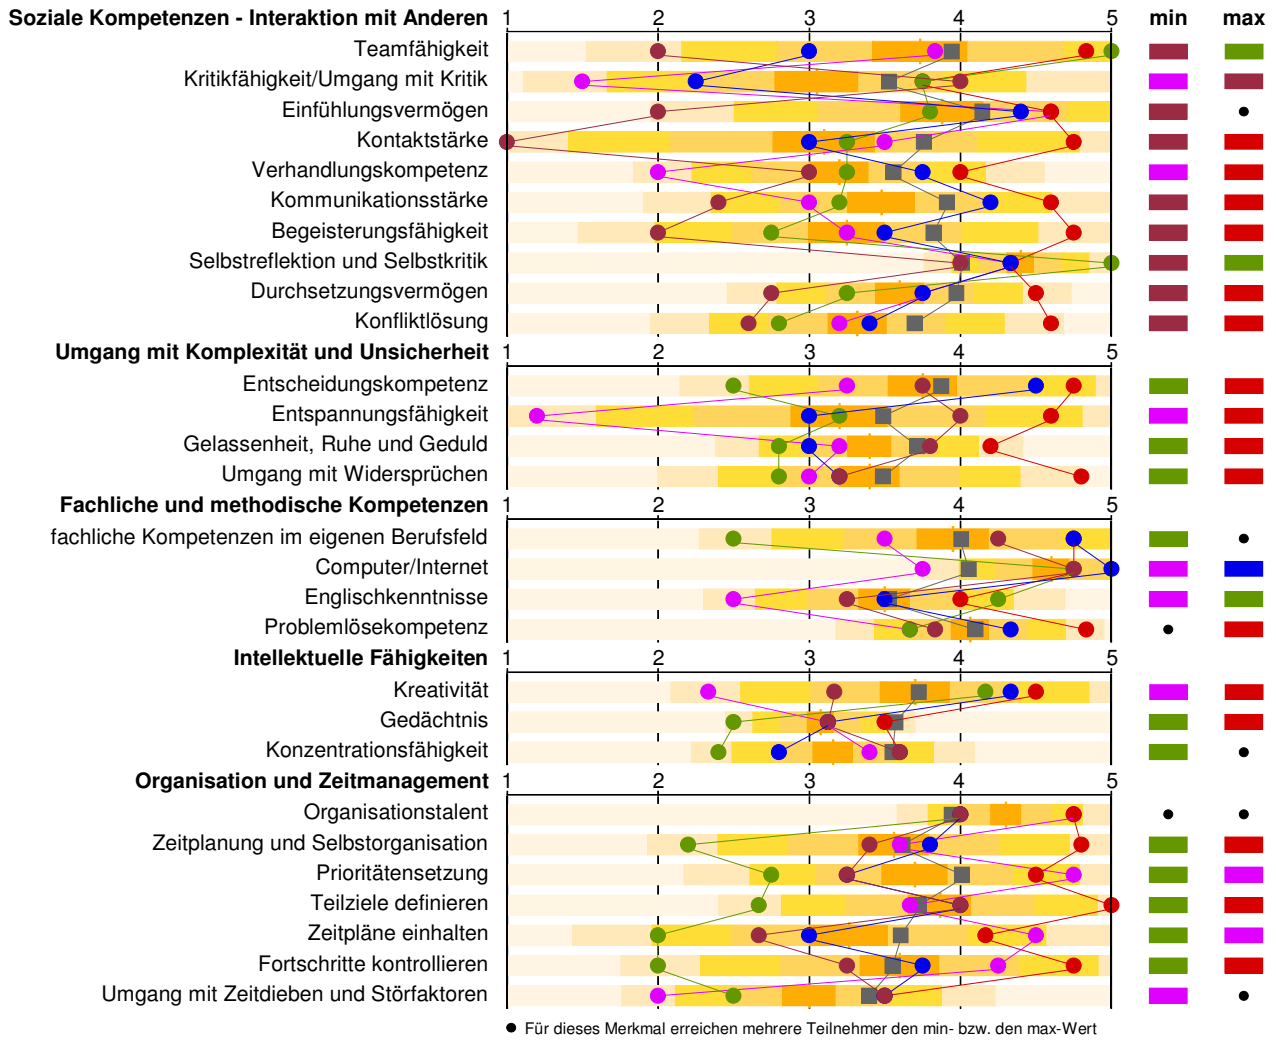 Soziale Kompetenzen - Interaktion mit Anderen 1 2 3 4 5 min max
Teamfähigkeit
Kritikfähigkeit/Umgang mit Kritik
Einfühlungsvermögen
Kontaktstärke
Verhandlungskompetenz
Kommunikationsstärke
Begeisterungsfähigkeit
Selbstreflektion und Selbstkritik
Durchsetzungsvermögen
Konfliktlösung
Umgang mit Komplexität und Unsicherheit 1 2 3 4 5
Entscheidungskompetenz
Entspannungsfähigkeit
Gelassenheit, Ruhe und Geduld
Umgang mit Widersprüchen
Fachliche und methodische Kompetenzen 1 2 3 4 5
fachliche Kompetenzen im eigenen Berufsfeld
Computer/Internet
Englischkenntnisse
Problemlösekompetenz
Intellektuelle Fähigkeiten 1 2 3 4 5
Kreativität
Gedächtnis
Konzentrationsfähigkeit
Organisation und Zeitmanagement 1 2 3 4 5
Organisationstalent
Zeitplanung und Selbstorganisation
Prioritätensetzung
Teilziele definieren
Zeitpläne einhalten
Fortschritte kontrollieren
Umgang mit Zeitdieben und Störfaktoren
Für dieses Merkmal erreichen mehrere Teilnehmer den min- bzw. den max-Wert